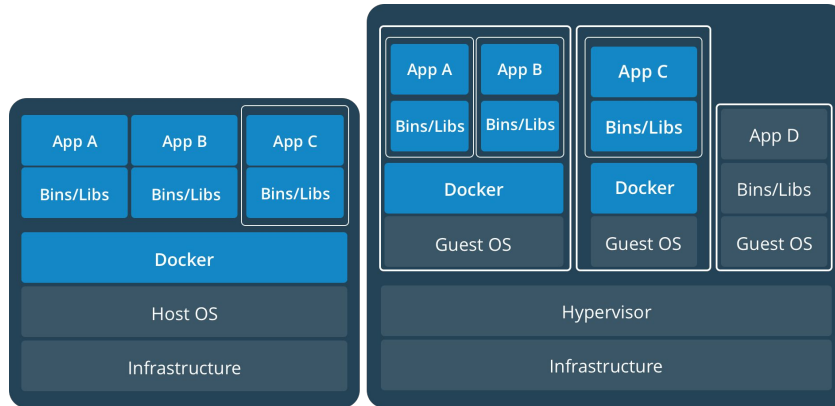 App A App B App C
Bins/Libs Bins/Libs Bins/Libs
Docker
Host OS
Infrastructure
App A App B App C
Bins/Libs Bins/Libs Bins/Libs
Docker Docker
Guest OS Guest OS
App D
Bins/Libs
Guest OS
Hypervisor
Infrastructure